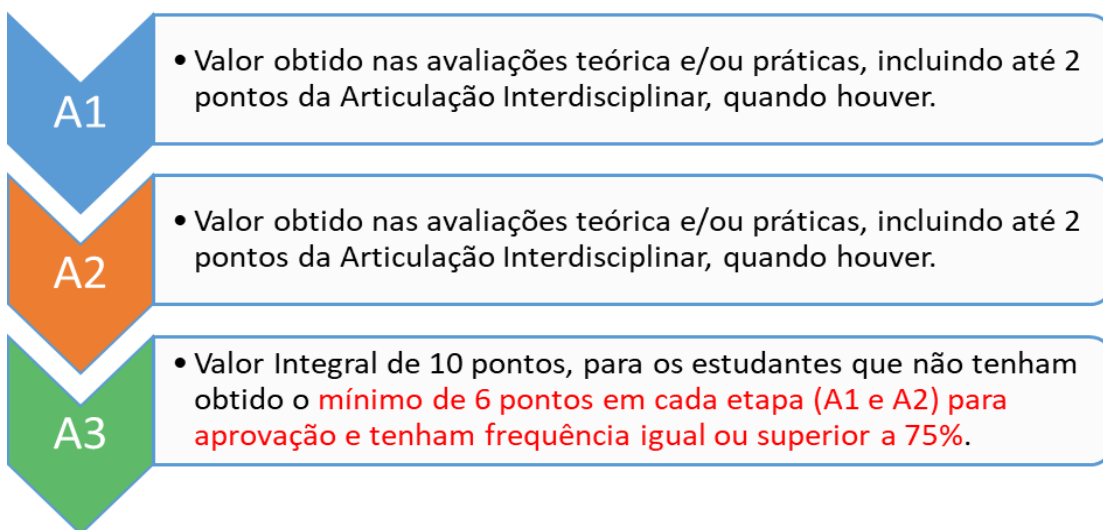 A1
• Valor obtido nas avaliações teórica e/ou práticas, incluindo até 2
pontos da Articulação Interdisciplinar, quando houver.
A2
• Valor obtido nas avaliações teórica e/ou práticas, incluindo até 2
pontos da Articulação Interdisciplinar, quando houver.
A3
• Valor Integral de 10 pontos, para os estudantes que não tenham
obtido o mínimo de 6 pontos em cada etapa (A1 e A2) para
aprovação e tenham frequência igual ou superior a 75%.